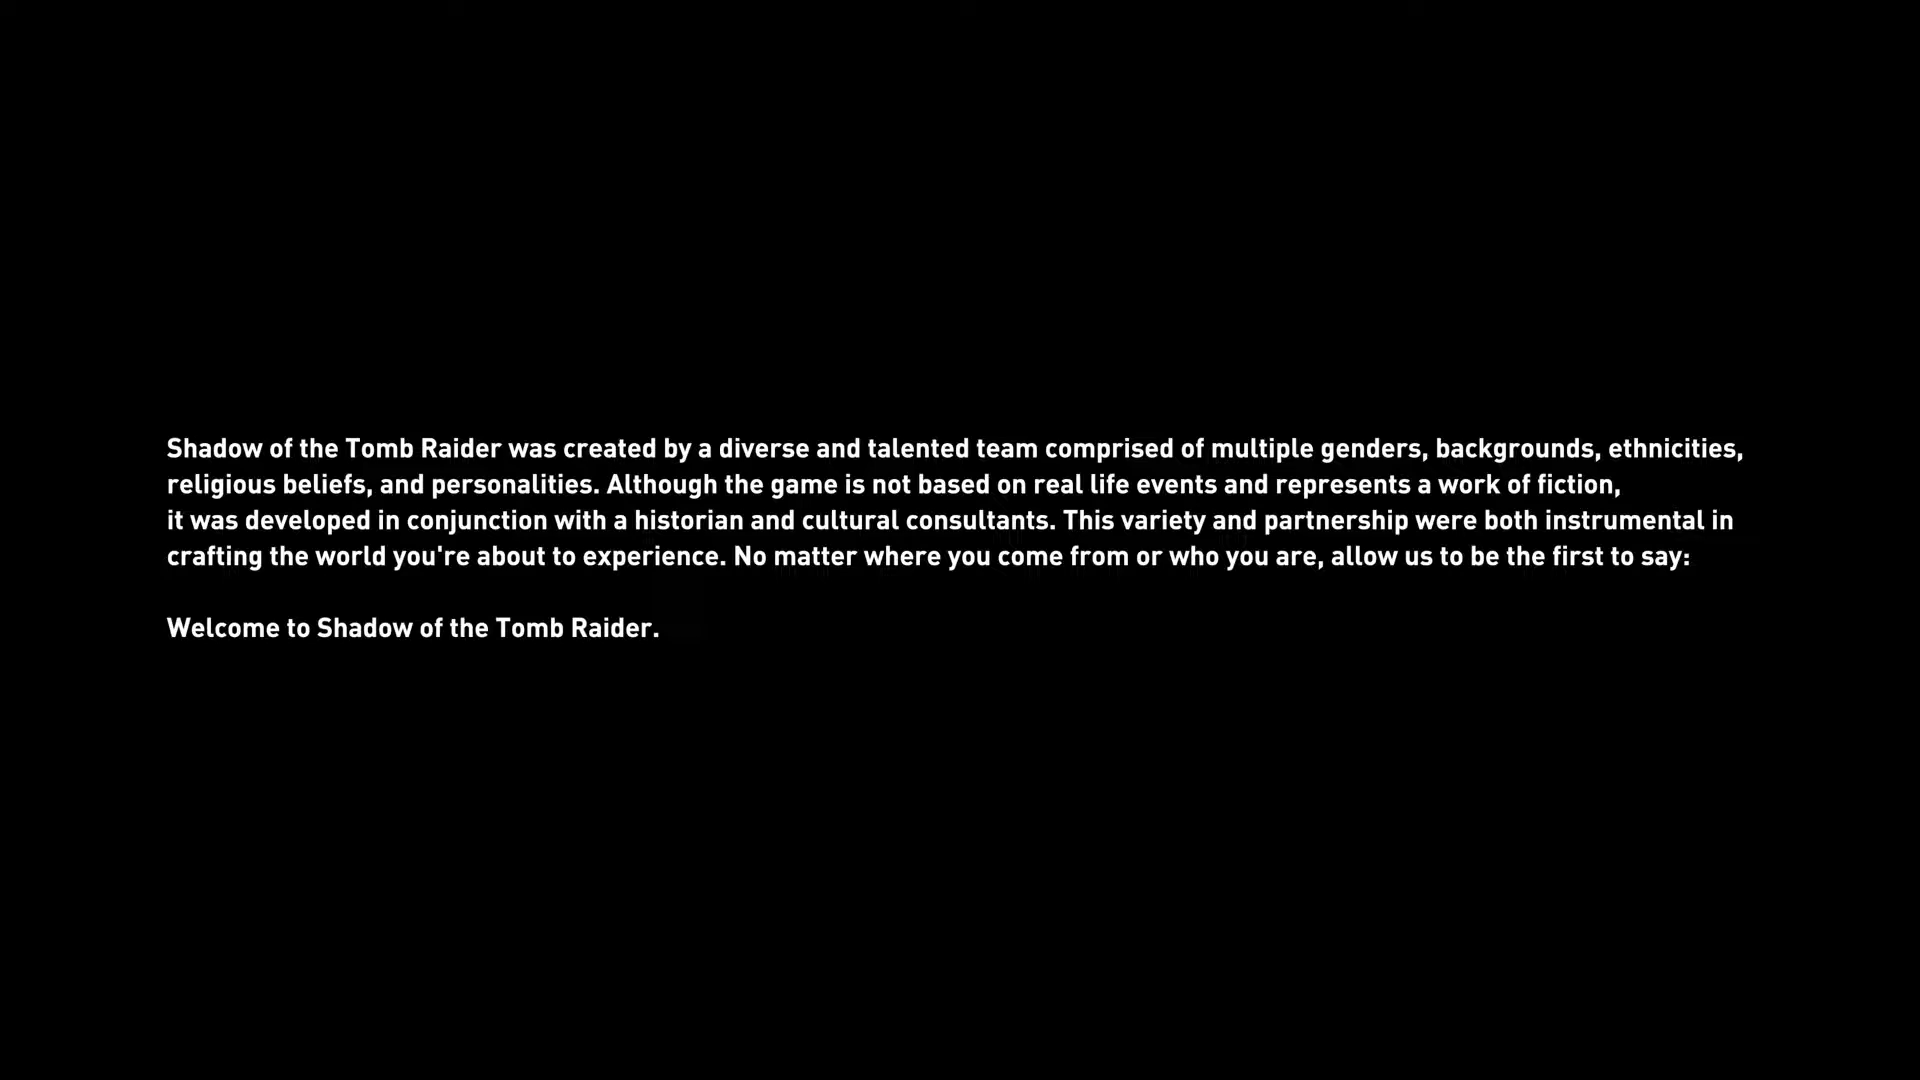 Shadow of the Tomb Raider was created by a diverse and talented team comprised of multiple genders, backgrounds, ethnicities,
religious beliefs, and personalities. Although the game is not based on real life events and represents a work of fiction,
it was developed in conjunction with a historian and cultural consultants. This variety and partnership were both instrumental in
crafting the world you're about to experience. No matter where you come from or who you are, allow us to be the first to say:
Welcome to Shadow of the Tomb Raider.